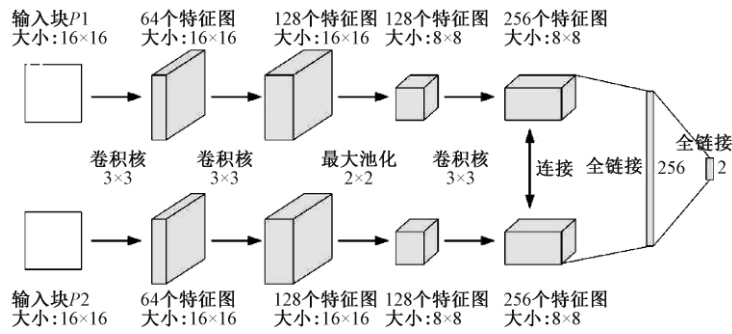 输入块P1 64个特征图 128个特征图 128个特征图 256个特征图
大小:16×16 大小:16×16 大小:16×16 大小:8×8 大小:8×8
卷积核 卷积核 最大池化 卷积核 连接 全链接 256 全链接 2
3×3 3×3 2×2 3×3
输入块P2 64个特征图 128个特征图 128个特征图 256个特征图
大小:16×16 大小:16×16 大小:16×16 大小:8×8 大小:8×8